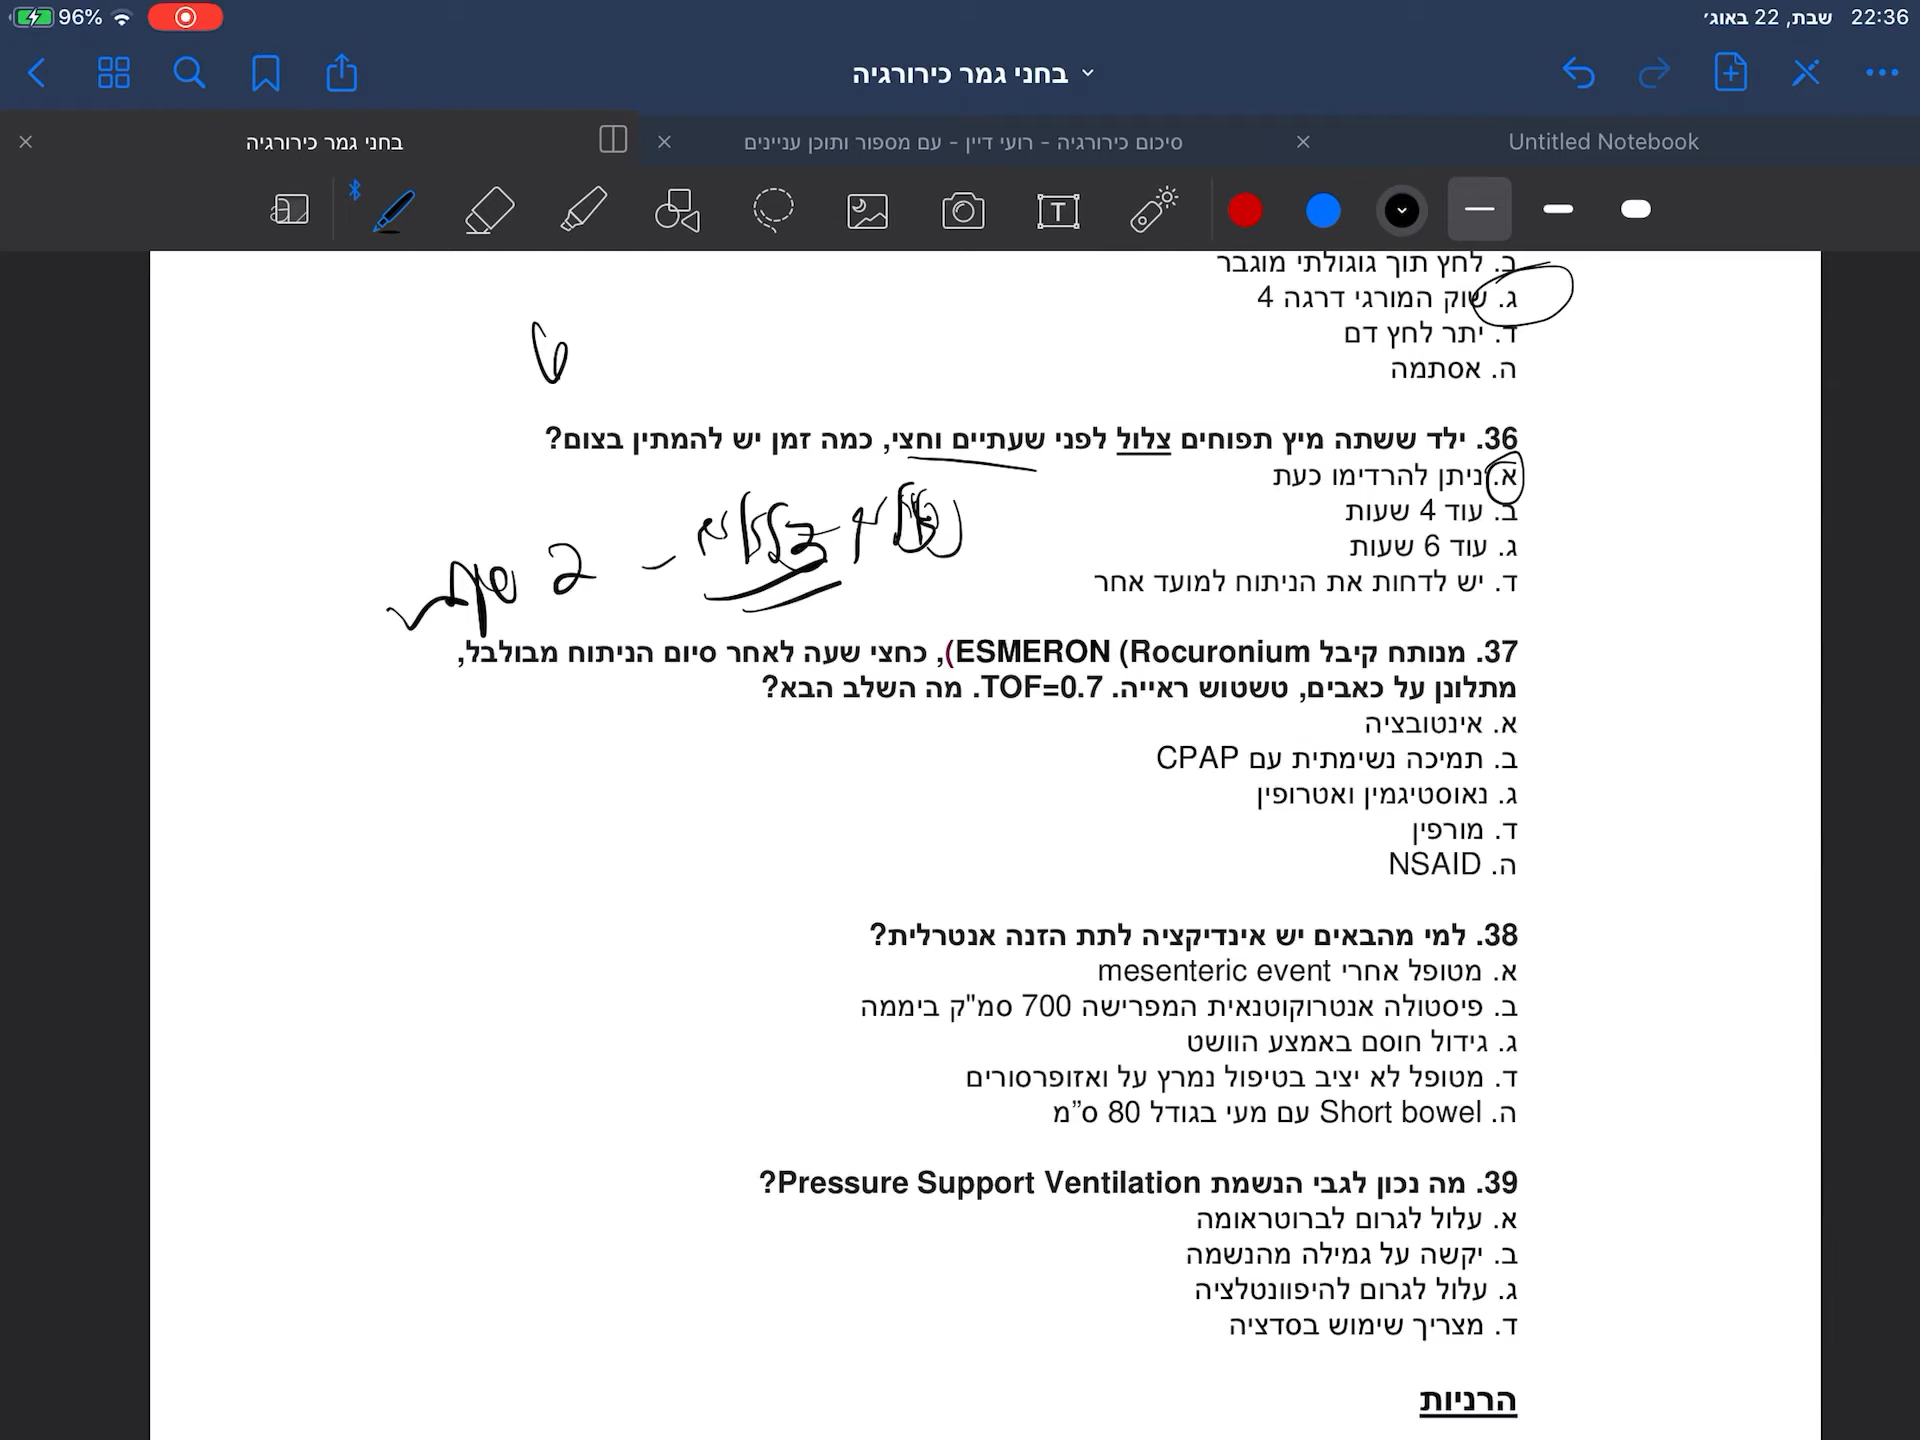 96%
שבת, 22 באוג׳ 22:36
בחני גמר כירורגיה
בחני גמר כירורגיה
סיכום כירורגיה - רועי דיין - עם מספור ותוכן עניינים
Untitled Notebook
ב. לחץ תוך גוגולתי מוגבר
ג. שוק המורגי דרגה 4
ד. יתר לחץ דם
ה. אסתמה
36. ילד ששתה מיץ תפוחים צלול לפני שעתיים וחצי, כמה זמן יש להמתין בצום?
א. ניתן להרדימו כעת
ב. עוד 4 שעות
ג. עוד 6 שעות
ד. יש לדחות את הניתוח למועד אחר
צלולים - 2
37. מנותח קיבל ESMERON (Rocuronium), כחצי שעה לאחר סיום הניתוח מבולבל,
מתלונן על כאבים, טשטוש ראייה. TOF=0.7. מה השלב הבא?
א. אינטובציה
ב. תמיכה נשימתית עם CPAP
ג. נאוסטיגמין ואטרופין
ד. מורפין
ה. NSAID
38. למי מהבאים יש אינדיקציה לתת הזנה אנטרלית?
א. מטופל אחרי mesenteric event
ב. פיסטולה אנטרוקוטנאית המפרישה 700 סמ"ק ביממה
ג. גידול חוסם באמצע הוושט
ד. מטופל לא יציב בטיפול נמרץ על ואזופרסורים
ה. Short bowel עם מעי בגודל 80 ס”מ
39. מה נכון לגבי הנשמת Pressure Support Ventilation?
א. עלול לגרום לברוטראומה
ב. יקשה על גמילה מהנשמה
ג. עלול לגרום להיפוונטלציה
ד. מצריך שימוש בסדציה
הרניות